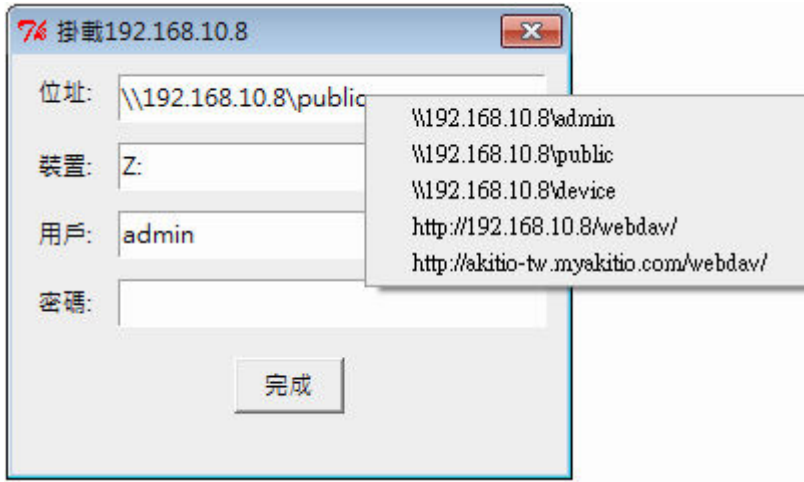 掛載192.168.10.8
位址: \\192.168.10.8\public
\\192.168.10.8\admin
\\192.168.10.8\public
\\192.168.10.8\device
http://192.168.10.8/webdav/
http://akitio-tw.myakitio.com/webdav/
裝置: Z:
用戶: admin
密碼:
完成